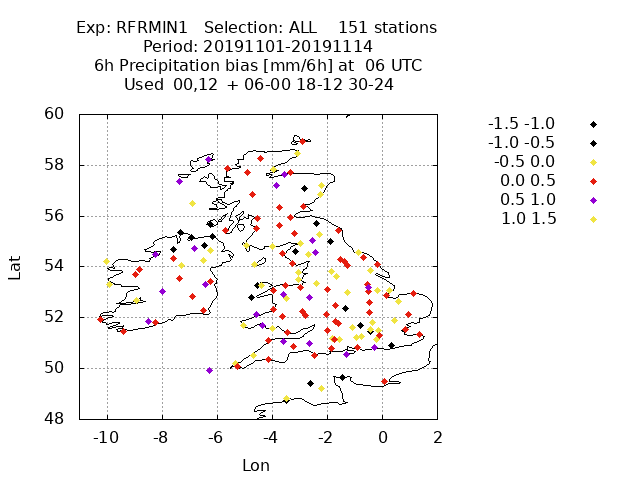 Exp: RFRMIN1 Selection: ALL 151 stations
Period: 20191101-20191114
6h Precipitation bias [mm/6h] at 06 UTC
Used 00,12 + 06-00 18-12 30-24
-1.5 -1.0
-1.0 -0.5
-0.5 0.0
0.0 0.5
0.5 1.0
1.0 1.5
60
58
56
54
52
50
48
Lat
-10 -8 -6 -4 -2 0 2
Lon